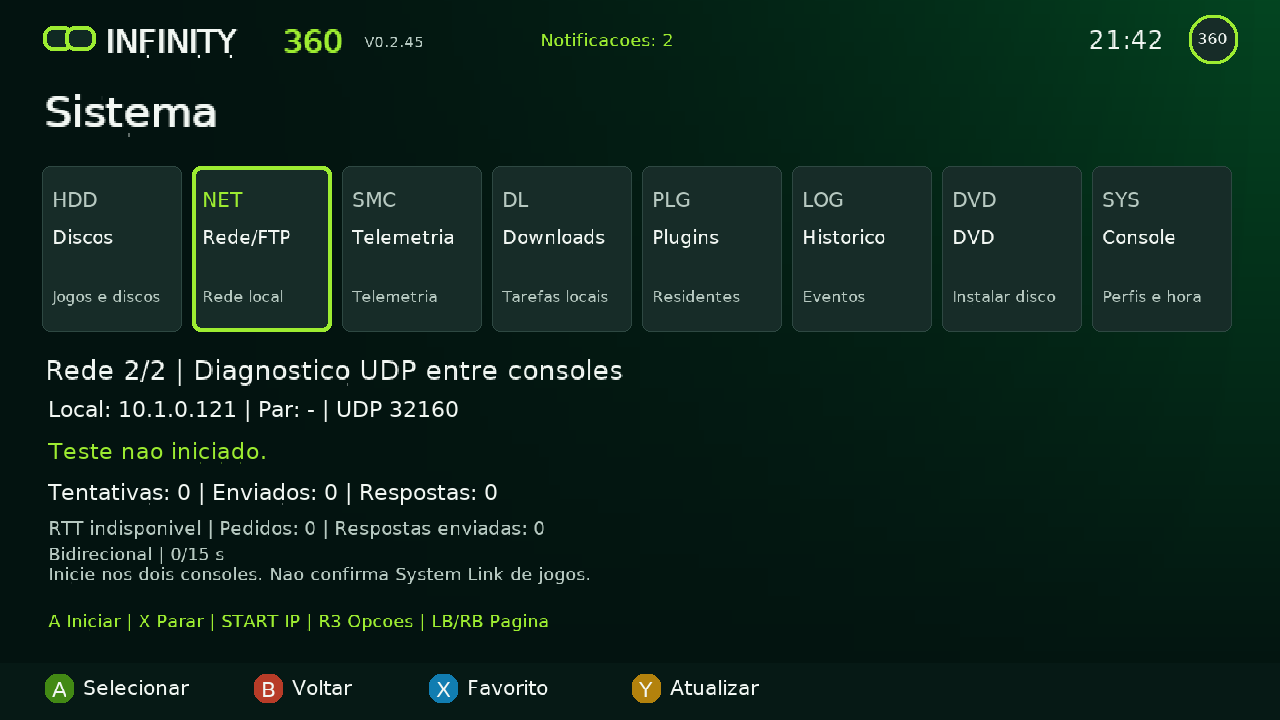 INFINITY 360 V0.2.45 Notificacoes: 2 21:42 360
Sistema
HDD NET SMC DL PLG LOG DVD SYS
Discos Rede/FTP Telemetria Downloads Plugins Historico DVD Console
Jogos e discos Rede local Telemetria Tarefas locais Residentes Eventos Instalar disco Perfis e hora
Rede 2/2 | Diagnostico UDP entre consoles
Local: 10.1.0.121 | Par: - | UDP 32160
Teste nao iniciado.
Tentativas: 0 | Enviados: 0 | Respostas: 0
RTT indisponivel | Pedidos: 0 | Respostas enviadas: 0
Bidirecional | 0/15 s
Inicie nos dois consoles. Nao confirma System Link de jogos.
A Iniciar | X Parar | START IP | R3 Opcoes | LB/RB Pagina
A Selecionar B Voltar X Favorito Y Atualizar